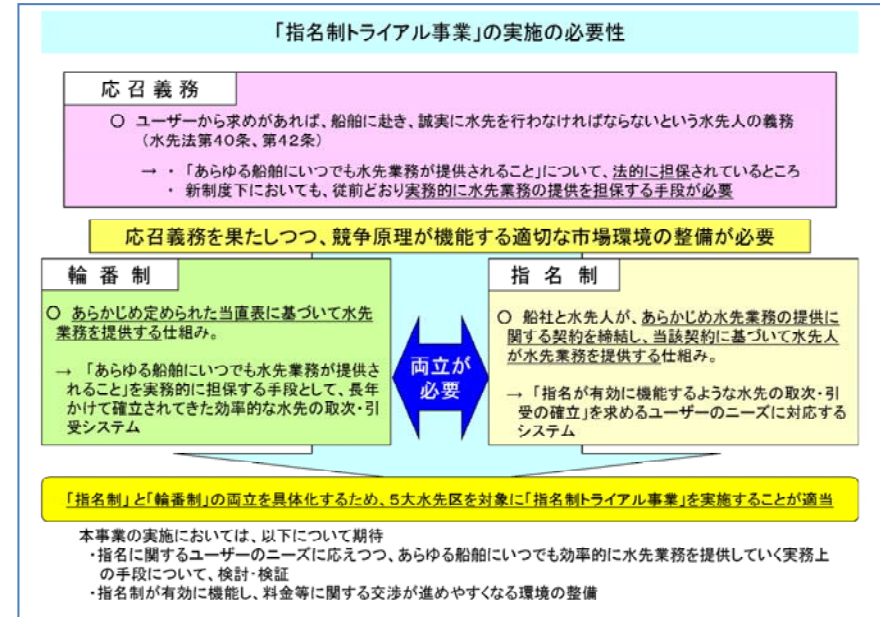 「指名制トライアル事業」の実施の必要性
応召義務
○ ユーザーから求めがあれば、船舶に赴き、誠実に水先を行わなければならないという水先人の義務
（水先法第40条、第42条）
→ ・ 「あらゆる船舶にいつでも水先業務が提供されること」について、法的に担保されているところ
・ 新制度下においても、従前どおり実務的に水先業務の提供を担保する手段が必要
応召義務を果たしつつ、競争原理が機能する適切な市場環境の整備が必要
輪番制
○ あらかじめ定められた当直表に基づいて水先
業務を提供する仕組み。
→ 「あらゆる船舶にいつでも水先業務が提供さ
れること」を実務的に担保する手段として、長年
かけて確立されてきた効率的な水先の取次・引
受システム
両立が
必要
指名制
○ 船社と水先人が、あらかじめ水先業務の提供に
関する契約を締結し、当該契約に基づいて水先人
が水先業務を提供する仕組み。
→ 「指名が有効に機能するような水先の取次・引
受の確立」を求めるユーザーのニーズに対応する
システム
「指名制」と「輪番制」の両立を具体化するため、5大水先区を対象に「指名制トライアル事業」を実施することが適当
本事業の実施においては、以下について期待
・指名に関するユーザーのニーズに応えつつ、あらゆる船舶にいつでも効率的に水先業務を提供していく実務上
の手段について、検討・検証
・指名制が有効に機能し、料金等に関する交渉が進めやすくなる環境の整備